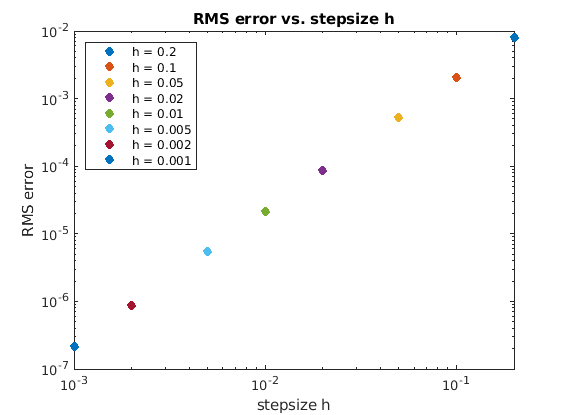 RMS error vs. stepsize h
10^-2
10^-3
10^-4
10^-5
10^-6
10^-7
RMS error
h = 0.2
h = 0.1
h = 0.05
h = 0.02
h = 0.01
h = 0.005
h = 0.002
h = 0.001
10^-3 10^-2 10^-1
stepsize h